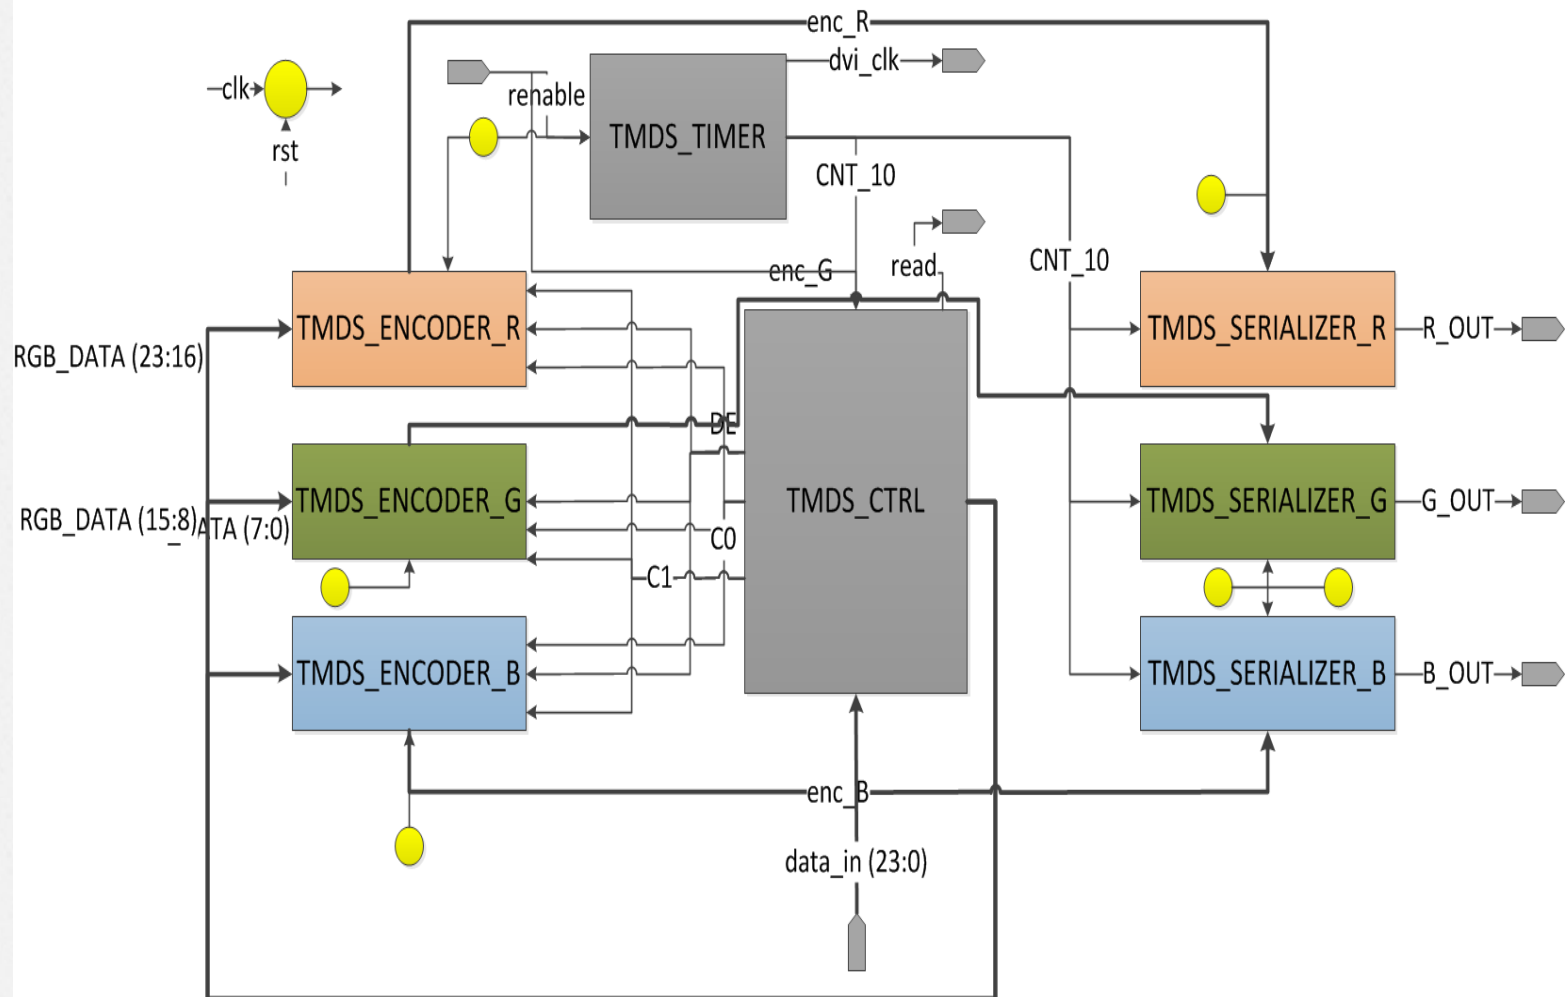 enc_R
dvi_clk
clk
renable
TMDS_TIMER
rst
CNT_10
enc_G
read
CNT_10
TMDS_ENCODER_R
TMDS_SERIALIZER_R
R_OUT
RGB_DATA (23:16)
DE
TMDS_ENCODER_G
TMDS_CTRL
TMDS_SERIALIZER_G
G_OUT
RGB_DATA (15:8)
_ATA (7:0)
C0
C1
TMDS_ENCODER_B
TMDS_SERIALIZER_B
B_OUT
enc_B
data_in (23:0)